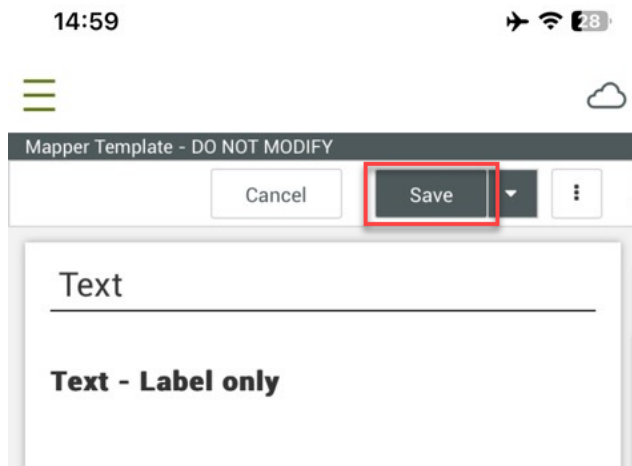 14:59 28
Mapper Template - DO NOT MODIFY
Cancel Save
Text
Text - Label only